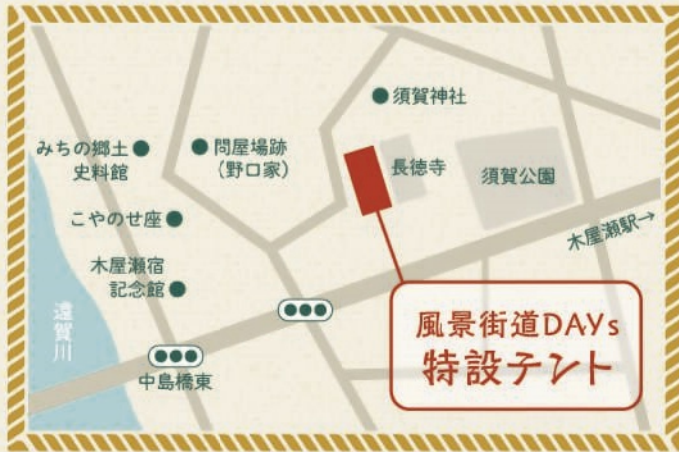 須賀神社
みちの郷土
史料館
問屋場跡
(野口家)
長徳寺
須賀公園
こやのせ座
木屋瀬駅→
木屋瀬宿
記念館
遠賀川
中島橋東
風景街道DAYs
特設テント